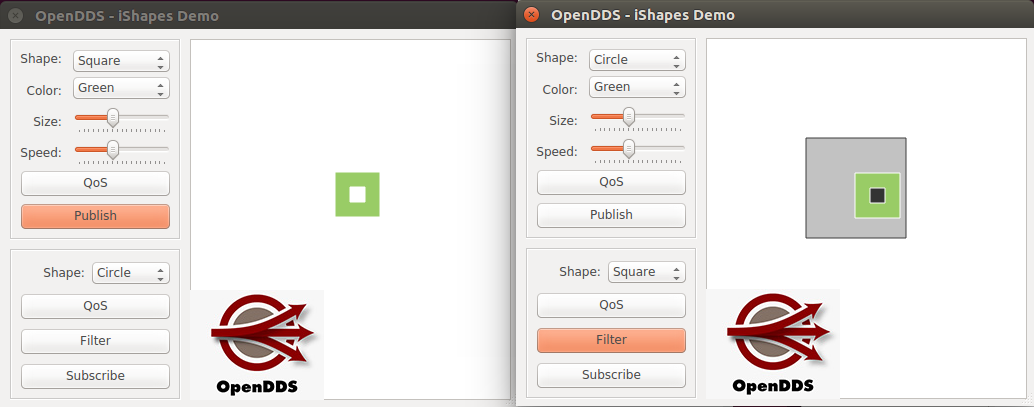 OpenDDS - iShapes Demo
Shape: Square
Color: Green
Size:
Speed:
QoS
Publish
Shape: Circle
QoS
Filter
Subscribe
OpenDDS
OpenDDS - iShapes Demo
Shape: Circle
Color: Green
Size:
Speed:
QoS
Publish
Shape: Square
QoS
Filter
Subscribe
OpenDDS